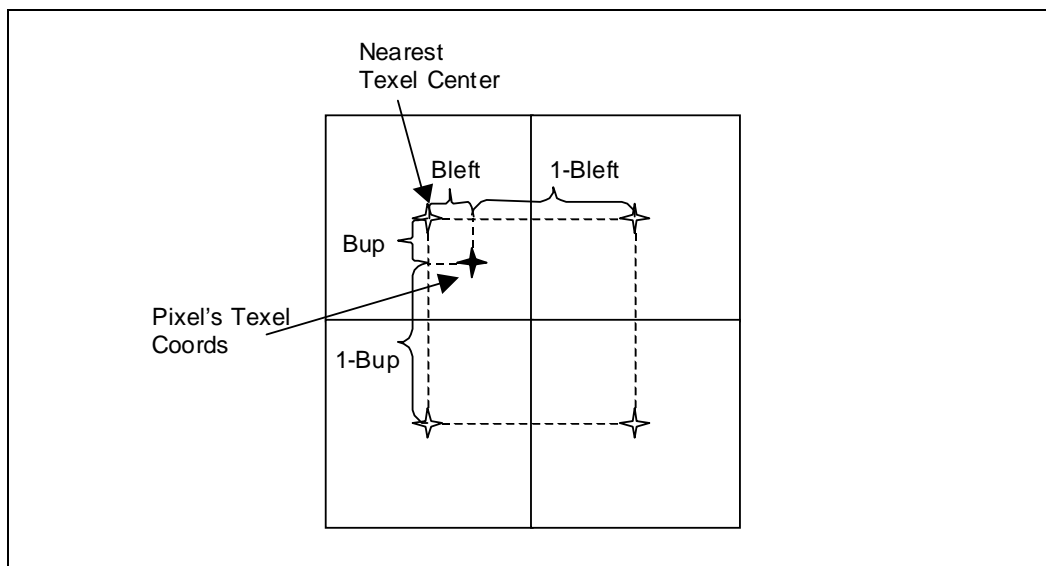 Nearest
Texel Center
Bleft
1-Bleft
Bup
Pixel's Texel
Coords
1-Bup